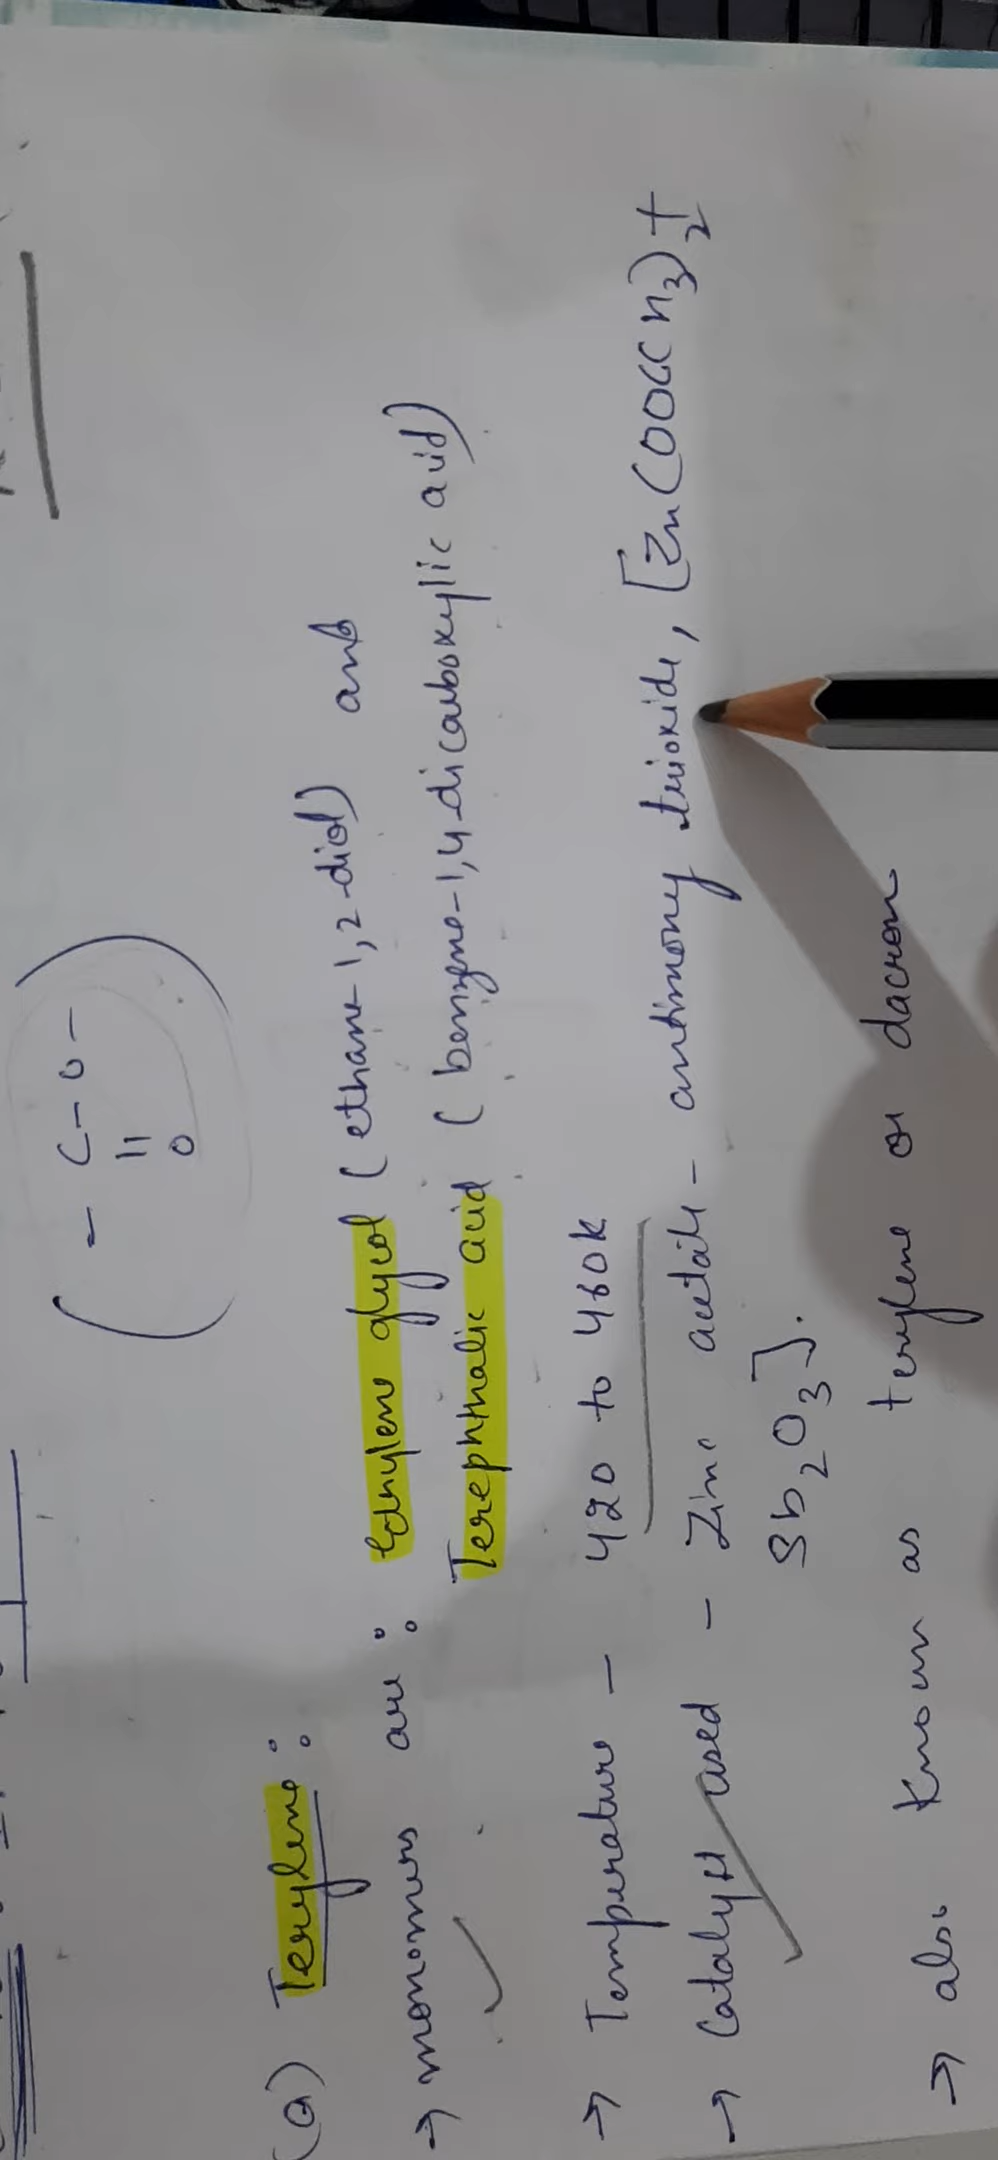 ( - C - O - )
||
O
(a) Terylene :
→ monomers are : Ethylene glycol (ethane-1,2-diol) and
Terephthalic acid (benzene-1,4-dicarboxylic acid)
→ Temperature - 420 to 460K
→ Catalyst used - Zinc acetate - antimony trioxide, [Zn(OOCCH3)2 +
Sb2O3].
→ also known as terylene or dacron